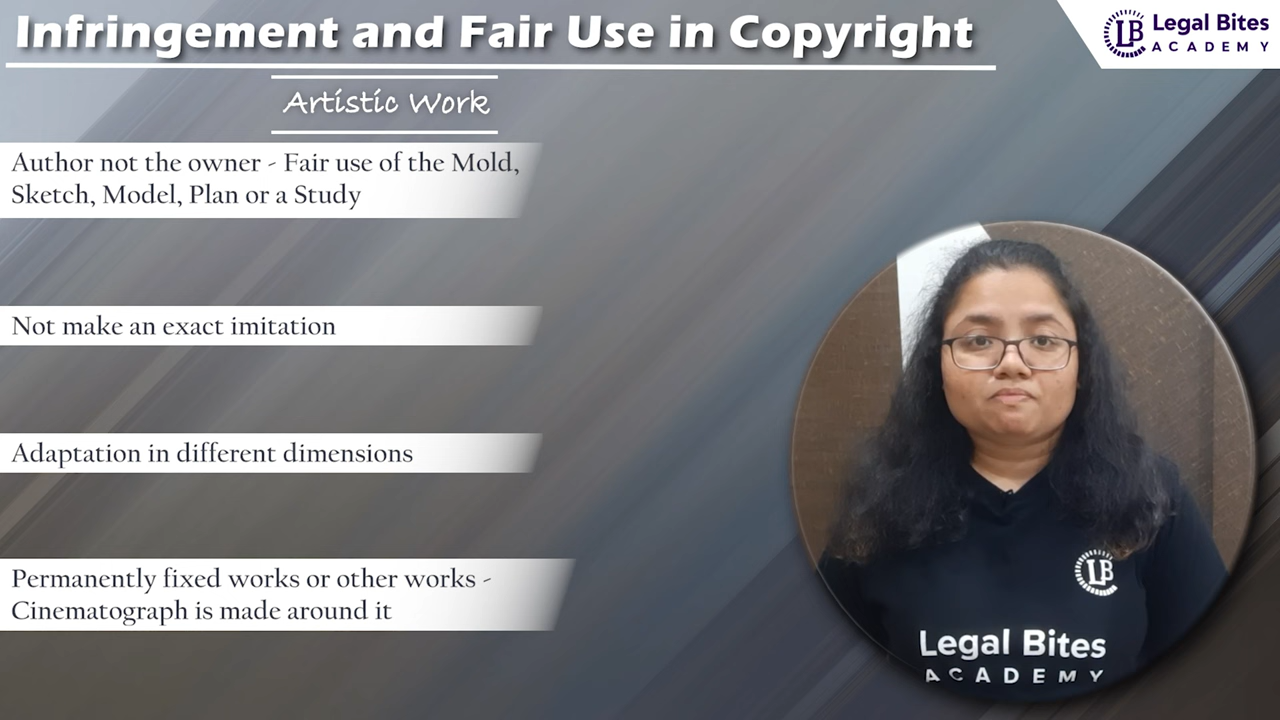 Infringement and Fair Use in Copyright
Legal Bites
ACADEMY
Artistic Work
Author not the owner - Fair use of the Mold,
Sketch, Model, Plan or a Study
Not make an exact imitation
Adaptation in different dimensions
Permanently fixed works or other works -
Cinematograph is made around it
LB
LB
Legal Bites
ACADEMY